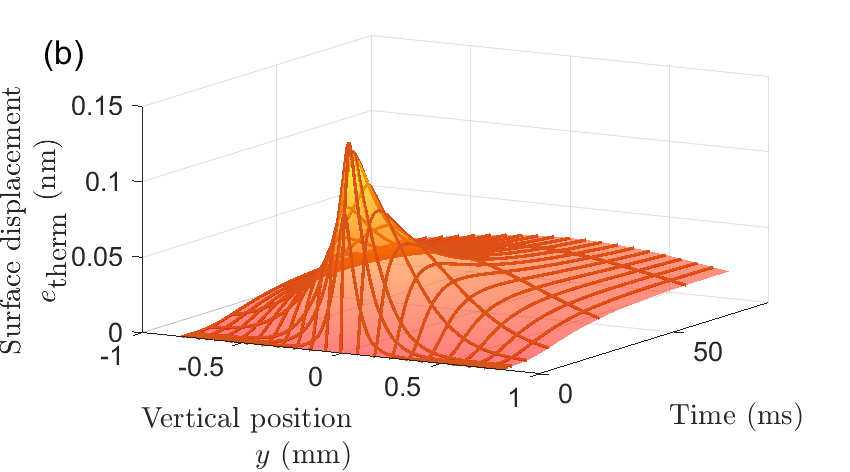 (b)
Surface displacement
e_therm (nm)
0.15
0.1
0.05
0
-1
-0.5
0
0.5
1
0
50
Vertical position
y (mm)
Time (ms)